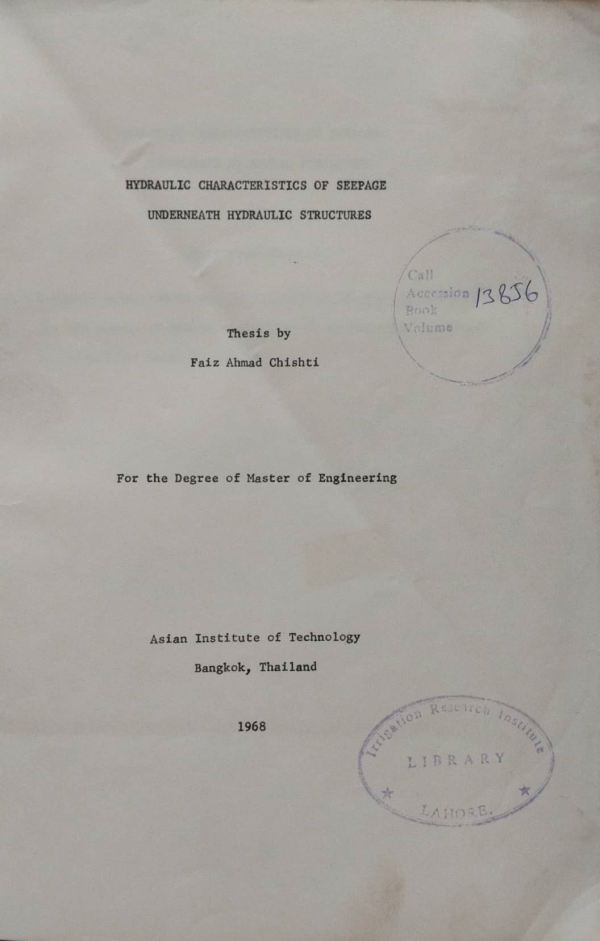 HYDRAULIC CHARACTERISTICS OF SEEPAGE
UNDERNEATH HYDRAULIC STRUCTURES
Call
Accession 13856
Book
Volume
Thesis by
Faiz Ahmad Chishti
For the Degree of Master of Engineering
Asian Institute of Technology
Bangkok, Thailand
1968
Irrigation Research Institute
LIBRARY
LAHORE.